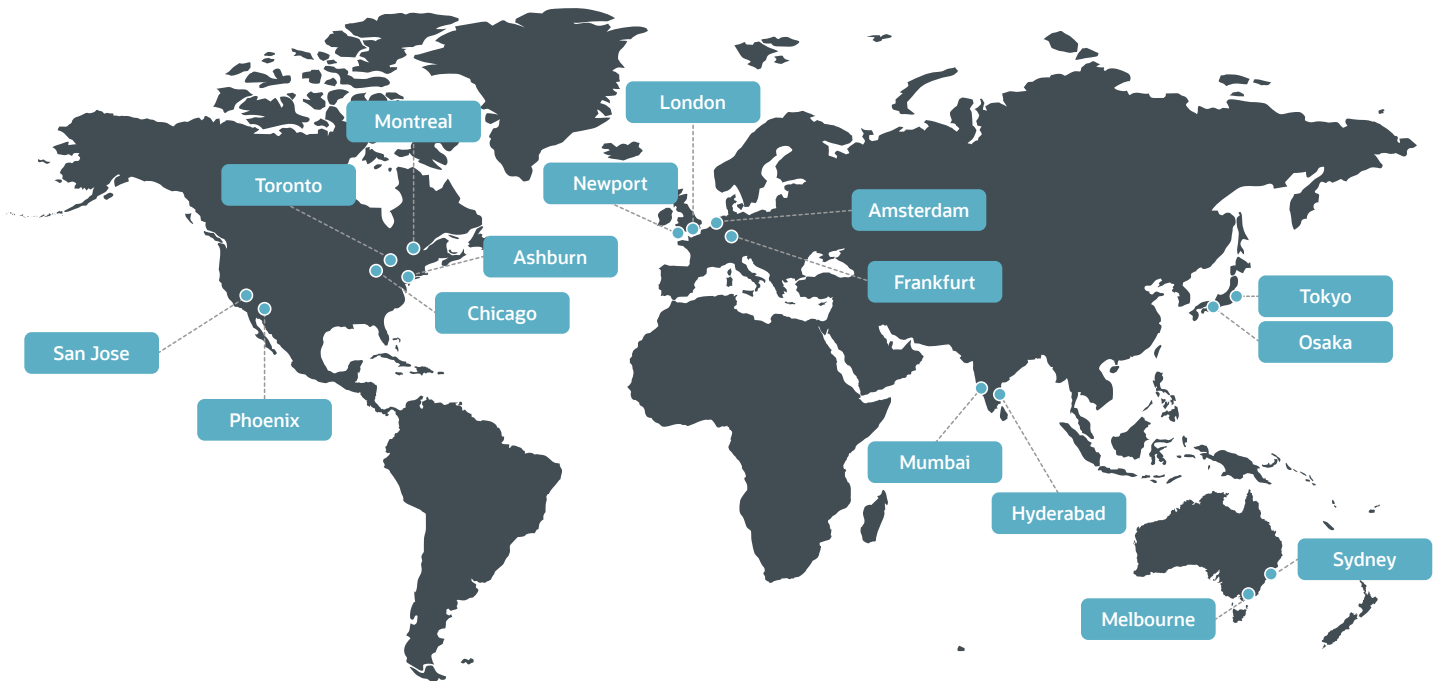 London
Montreal
Newport
Toronto
Amsterdam
Ashburn
Frankfurt
Tokyo
Chicago
Osaka
San Jose
Phoenix
Mumbai
Hyderabad
Sydney
Melbourne